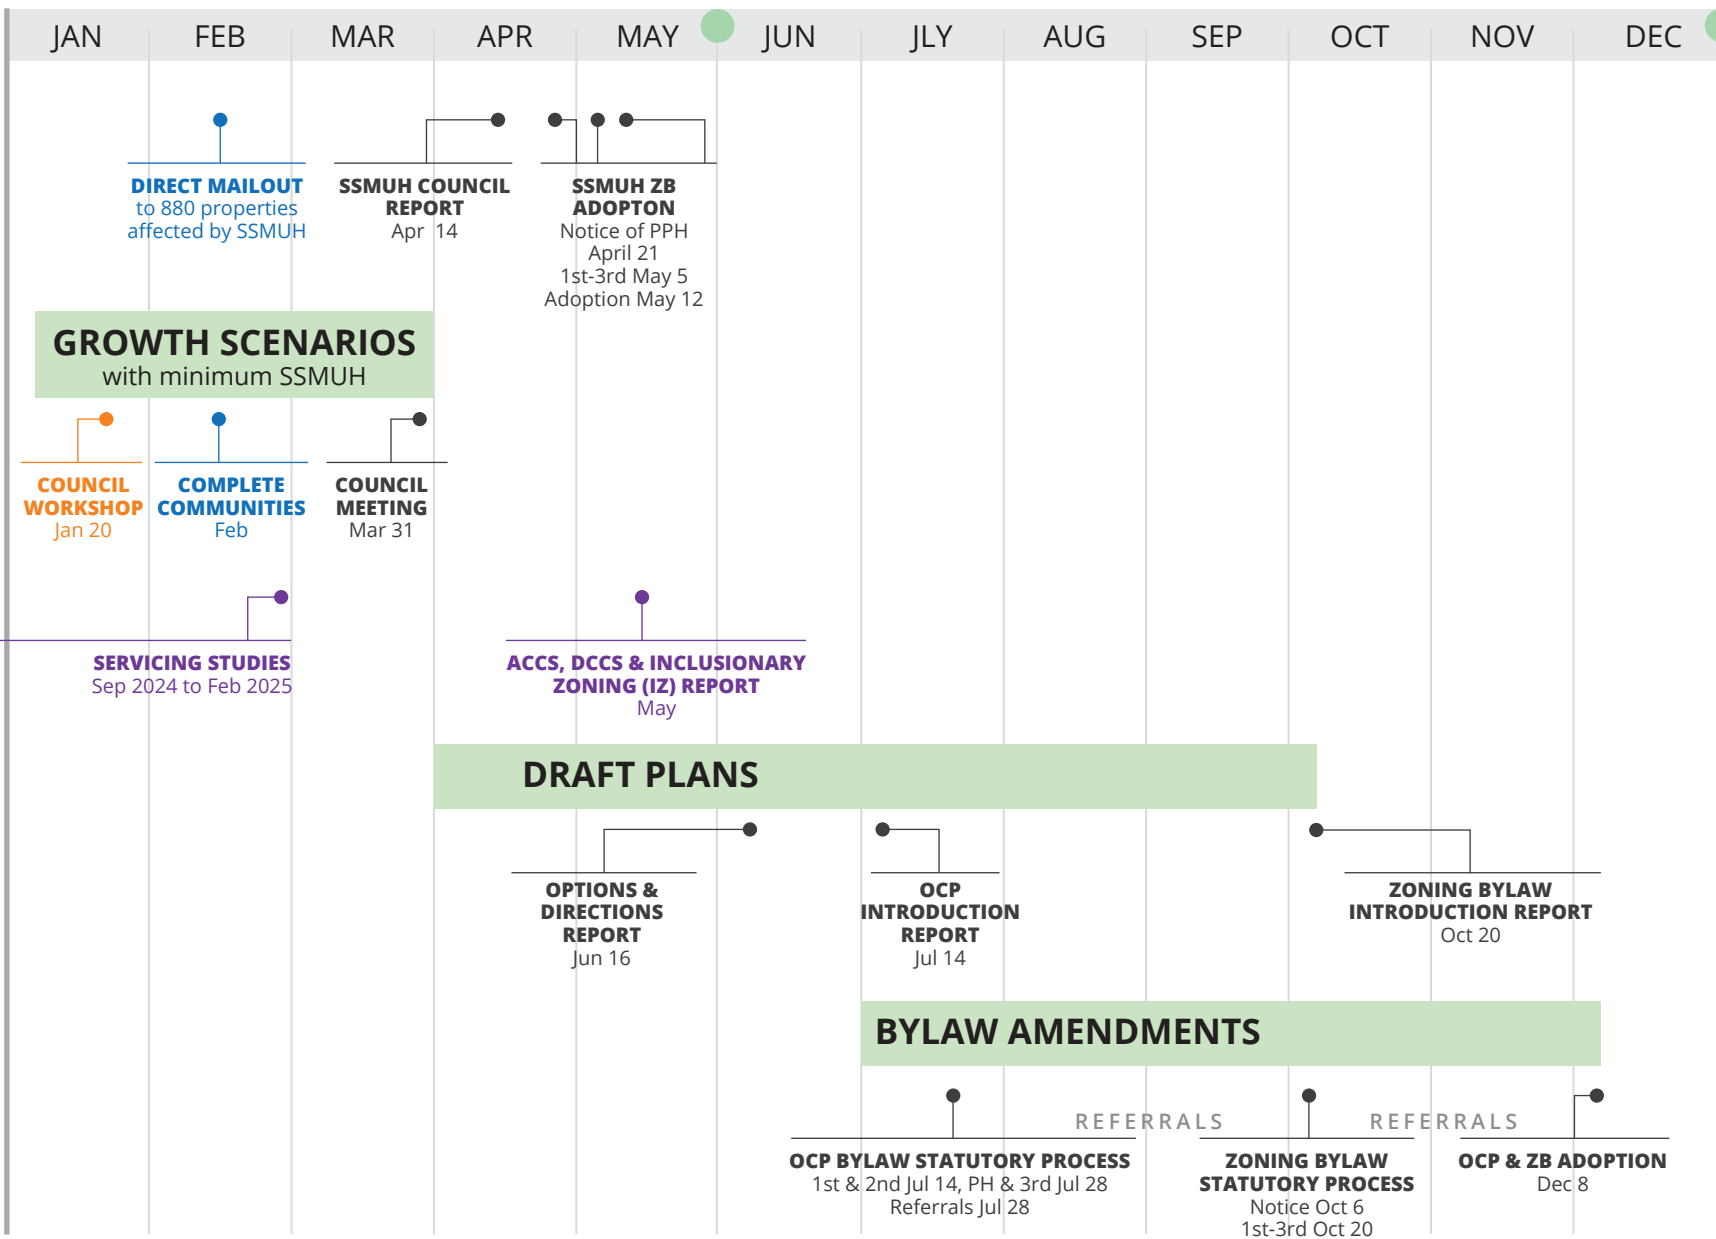 JAN FEB MAR APR MAY JUN JLY AUG SEP OCT NOV DEC
DIRECT MAILOUT
to 880 properties
affected by SSMUH
SSMUH COUNCIL
REPORT
Apr 14
SSMUH ZB
ADOPTON
Notice of PPH
April 21
1st-3rd May 5
Adoption May 12
GROWTH SCENARIOS
with minimum SSMUH
COUNCIL
WORKSHOP
Jan 20
COMPLETE
COMMUNITIES
Feb
COUNCIL
MEETING
Mar 31
SERVICING STUDIES
Sep 2024 to Feb 2025
ACCS, DCCS & INCLUSIONARY
ZONING (IZ) REPORT
May
DRAFT PLANS
OPTIONS &
DIRECTIONS
REPORT
Jun 16
OCP
INTRODUCTION
REPORT
Jul 14
ZONING BYLAW
INTRODUCTION REPORT
Oct 20
BYLAW AMENDMENTS
REFERRALS
REFERRALS
OCP BYLAW STATUTORY PROCESS
1st & 2nd Jul 14, PH & 3rd Jul 28
Referrals Jul 28
ZONING BYLAW
STATUTORY PROCESS
Notice Oct 6
1st-3rd Oct 20
OCP & ZB ADOPTION
Dec 8